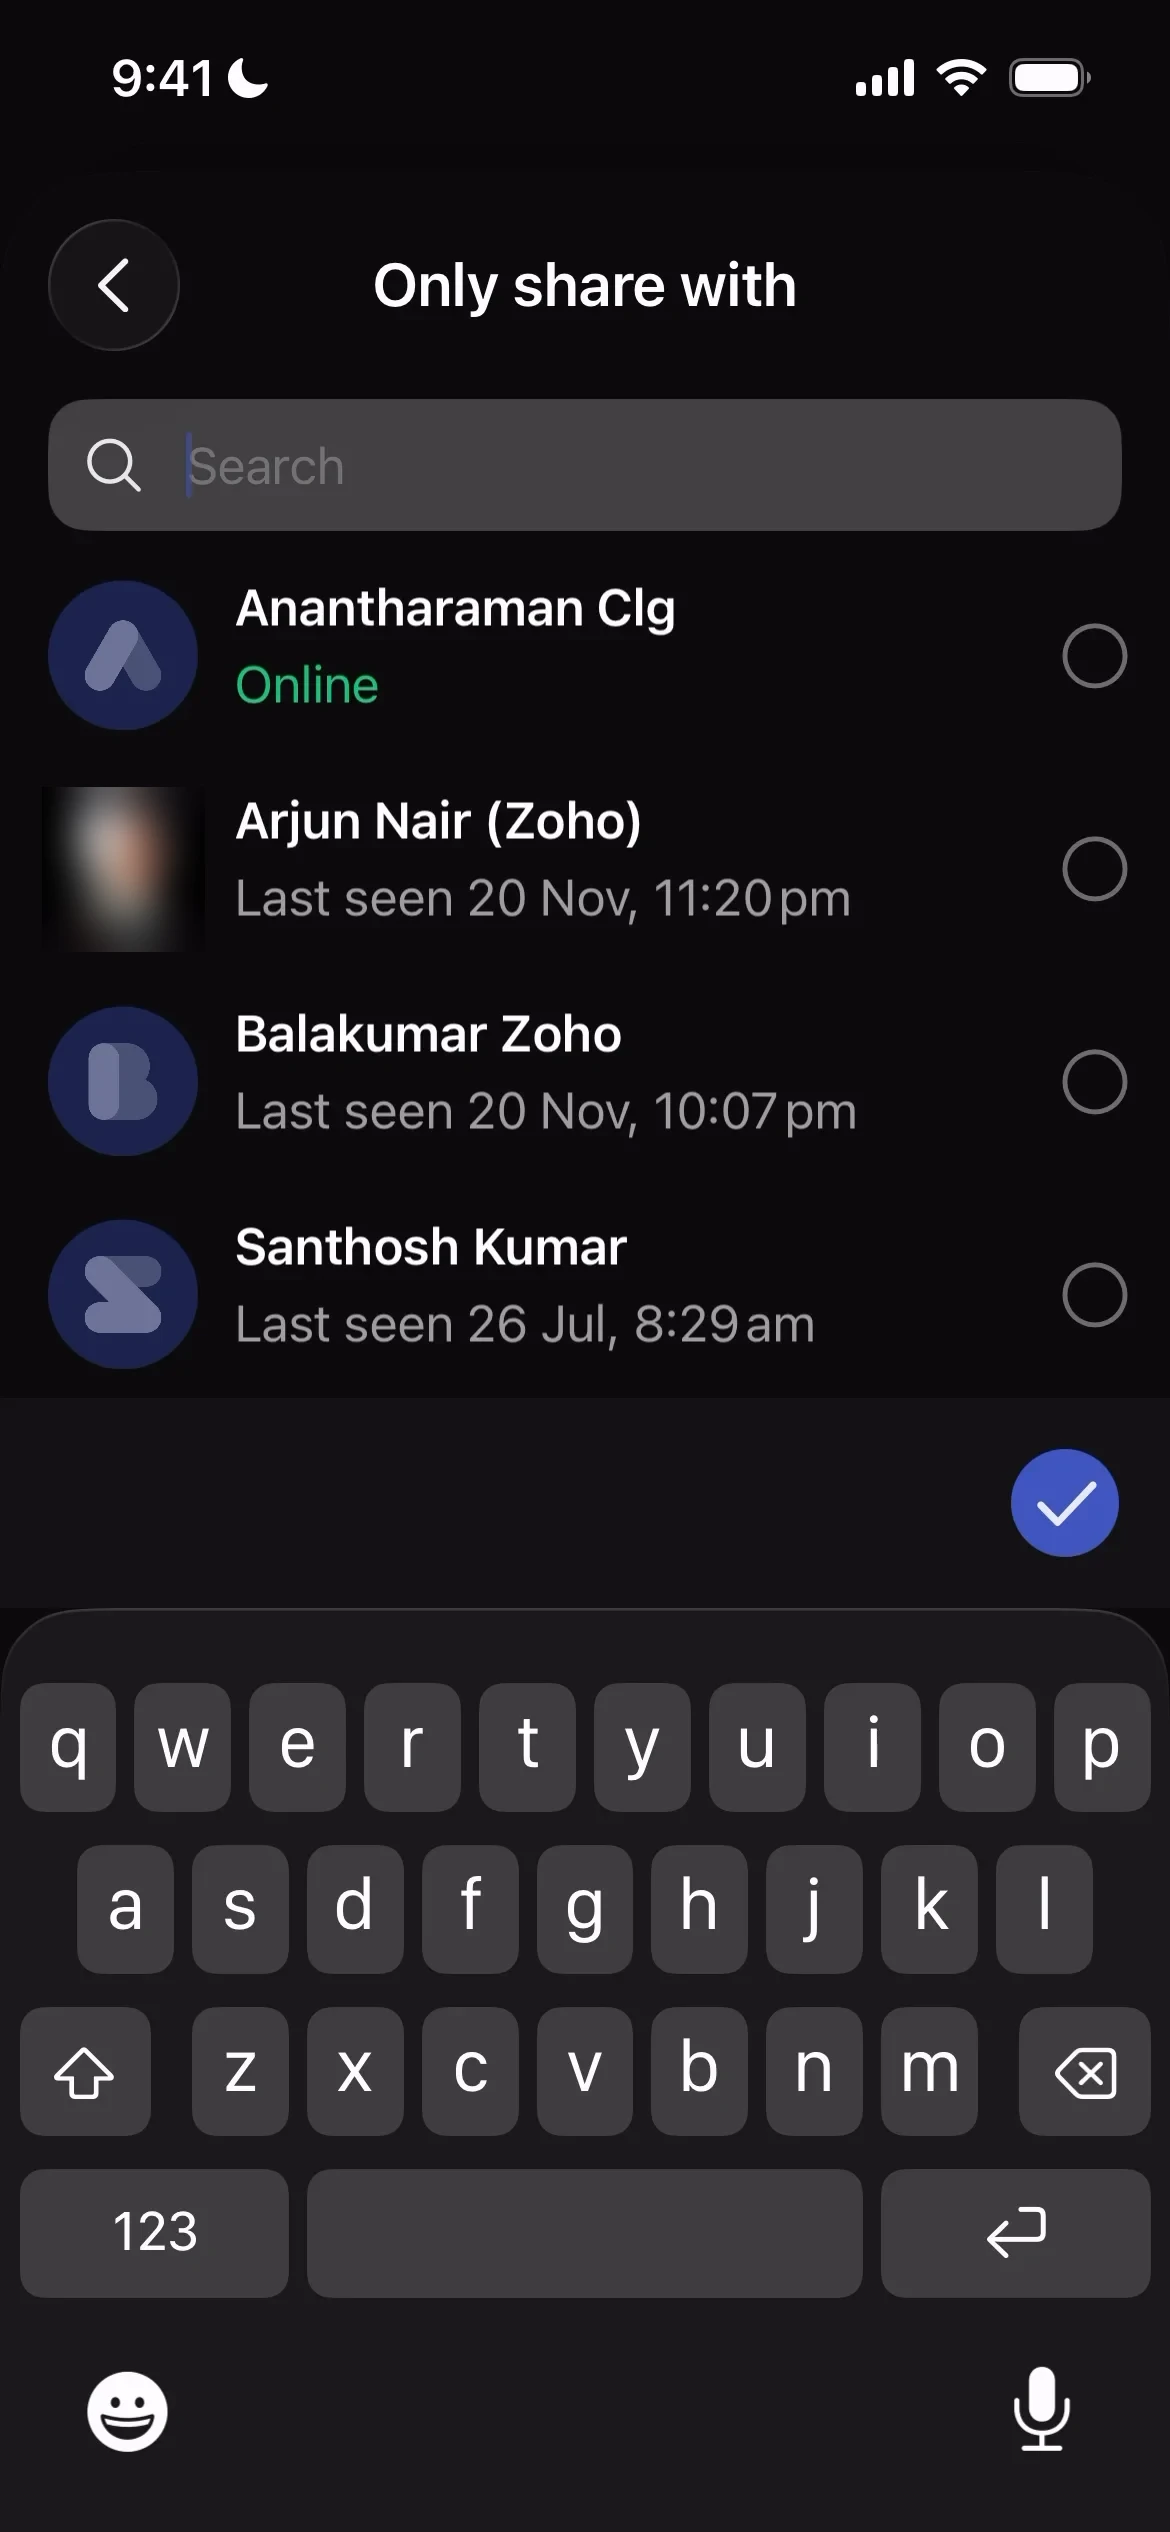 9:41
Only share with
Search
Anantharaman Clg
Online
Arjun Nair (Zoho)
Last seen 20 Nov, 11:20 pm
Balakumar Zoho
Last seen 20 Nov, 10:07 pm
Santhosh Kumar
Last seen 26 Jul, 8:29 am
q w e r t y u i o p
a s d f g h j k l
z x c v b n m
123